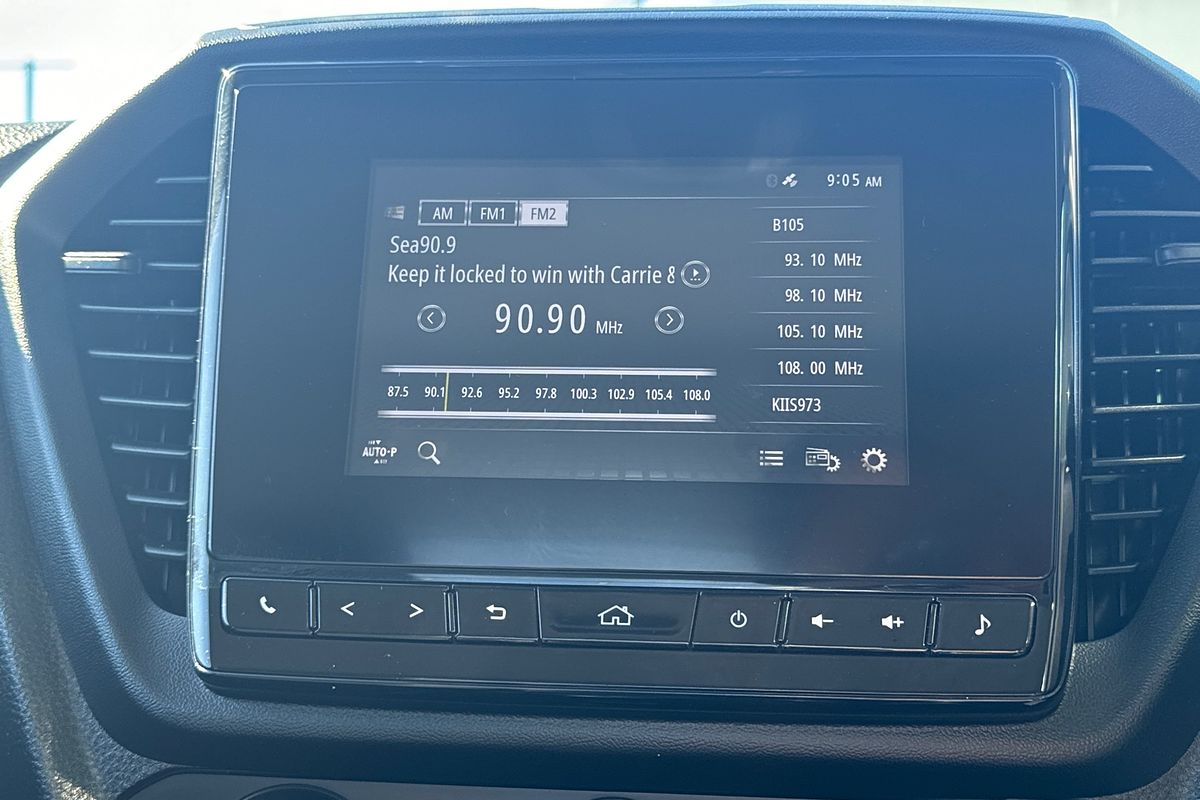 9:05 AM
AM FM1 FM2
Sea90.9
Keep it locked to win with Carrie &
90.90 MHz
87.5 90.1 92.6 95.2 97.8 100.3 102.9 105.4 108.0
AUTO-P
B105
93. 10 MHz
98. 10 MHz
105. 10 MHz
108. 00 MHz
KIIS973